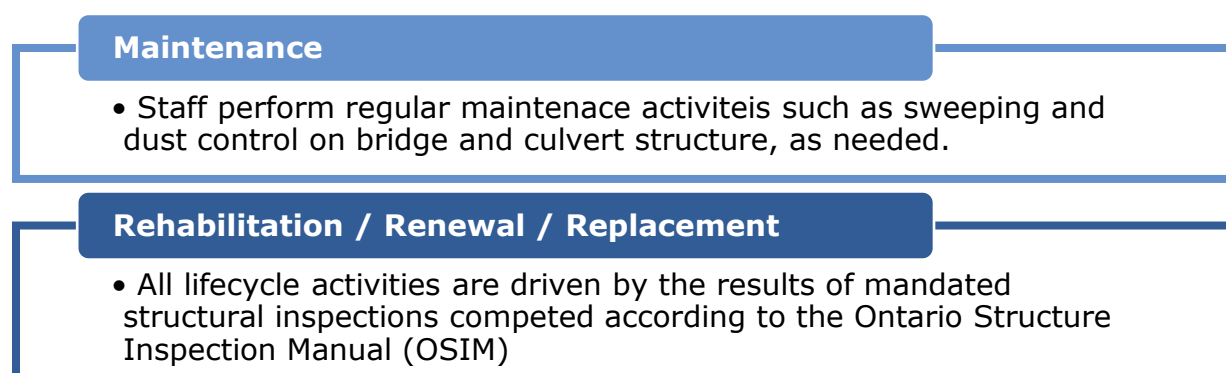 Maintenance
• Staff perform regular maintenace activiteis such as sweeping and
dust control on bridge and culvert structure, as needed.
Rehabilitation / Renewal / Replacement
• All lifecycle activities are driven by the results of mandated
structural inspections competed according to the Ontario Structure
Inspection Manual (OSIM)